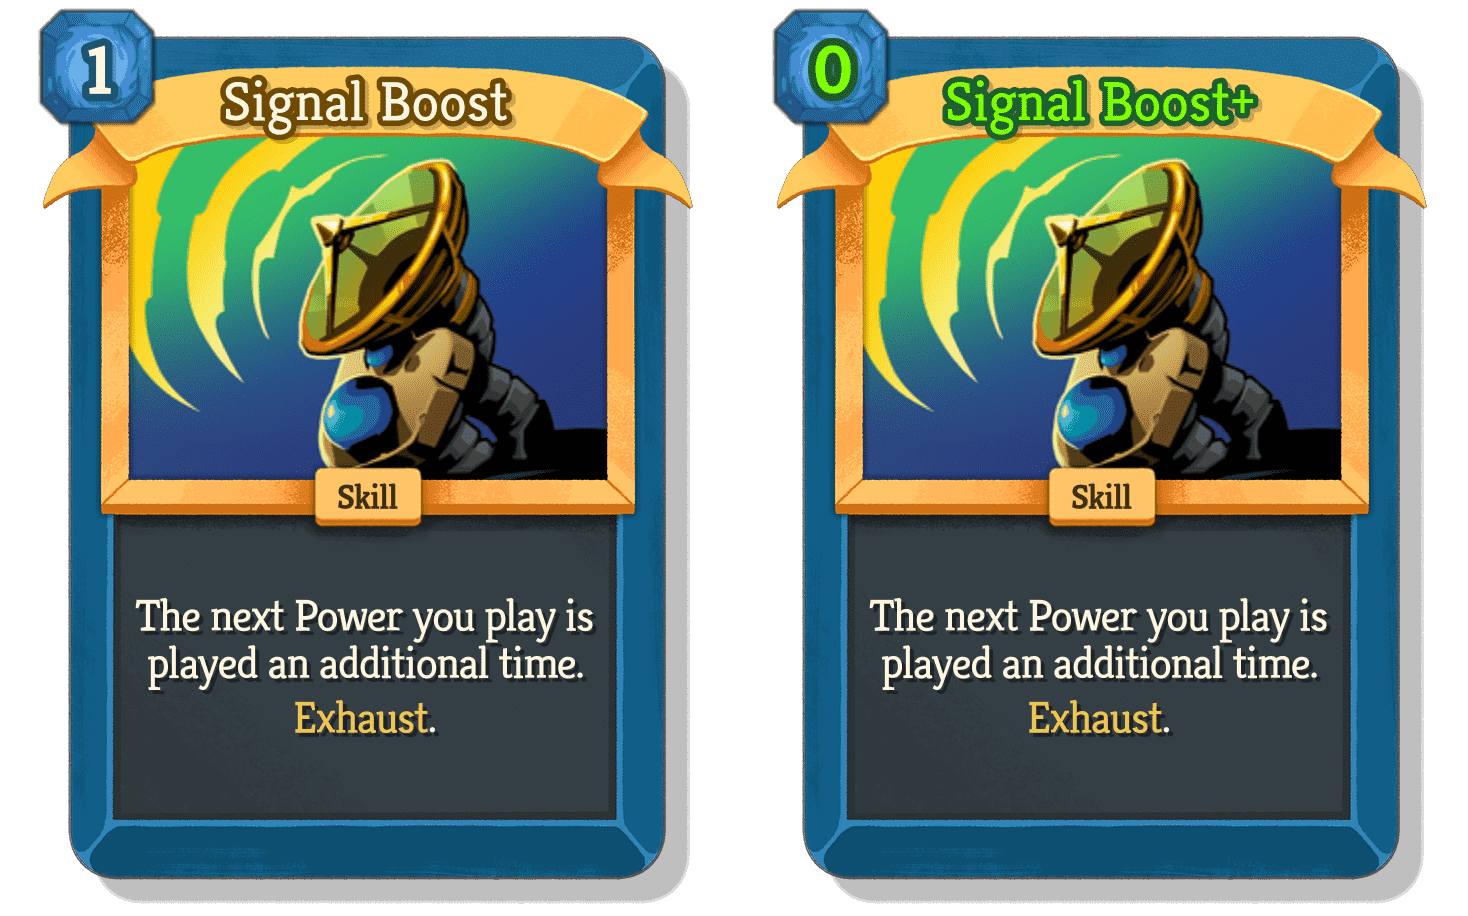 1
Signal Boost
Skill
The next Power you play is
played an additional time.
Exhaust.
0
Signal Boost+
Skill
The next Power you play is
played an additional time.
Exhaust.